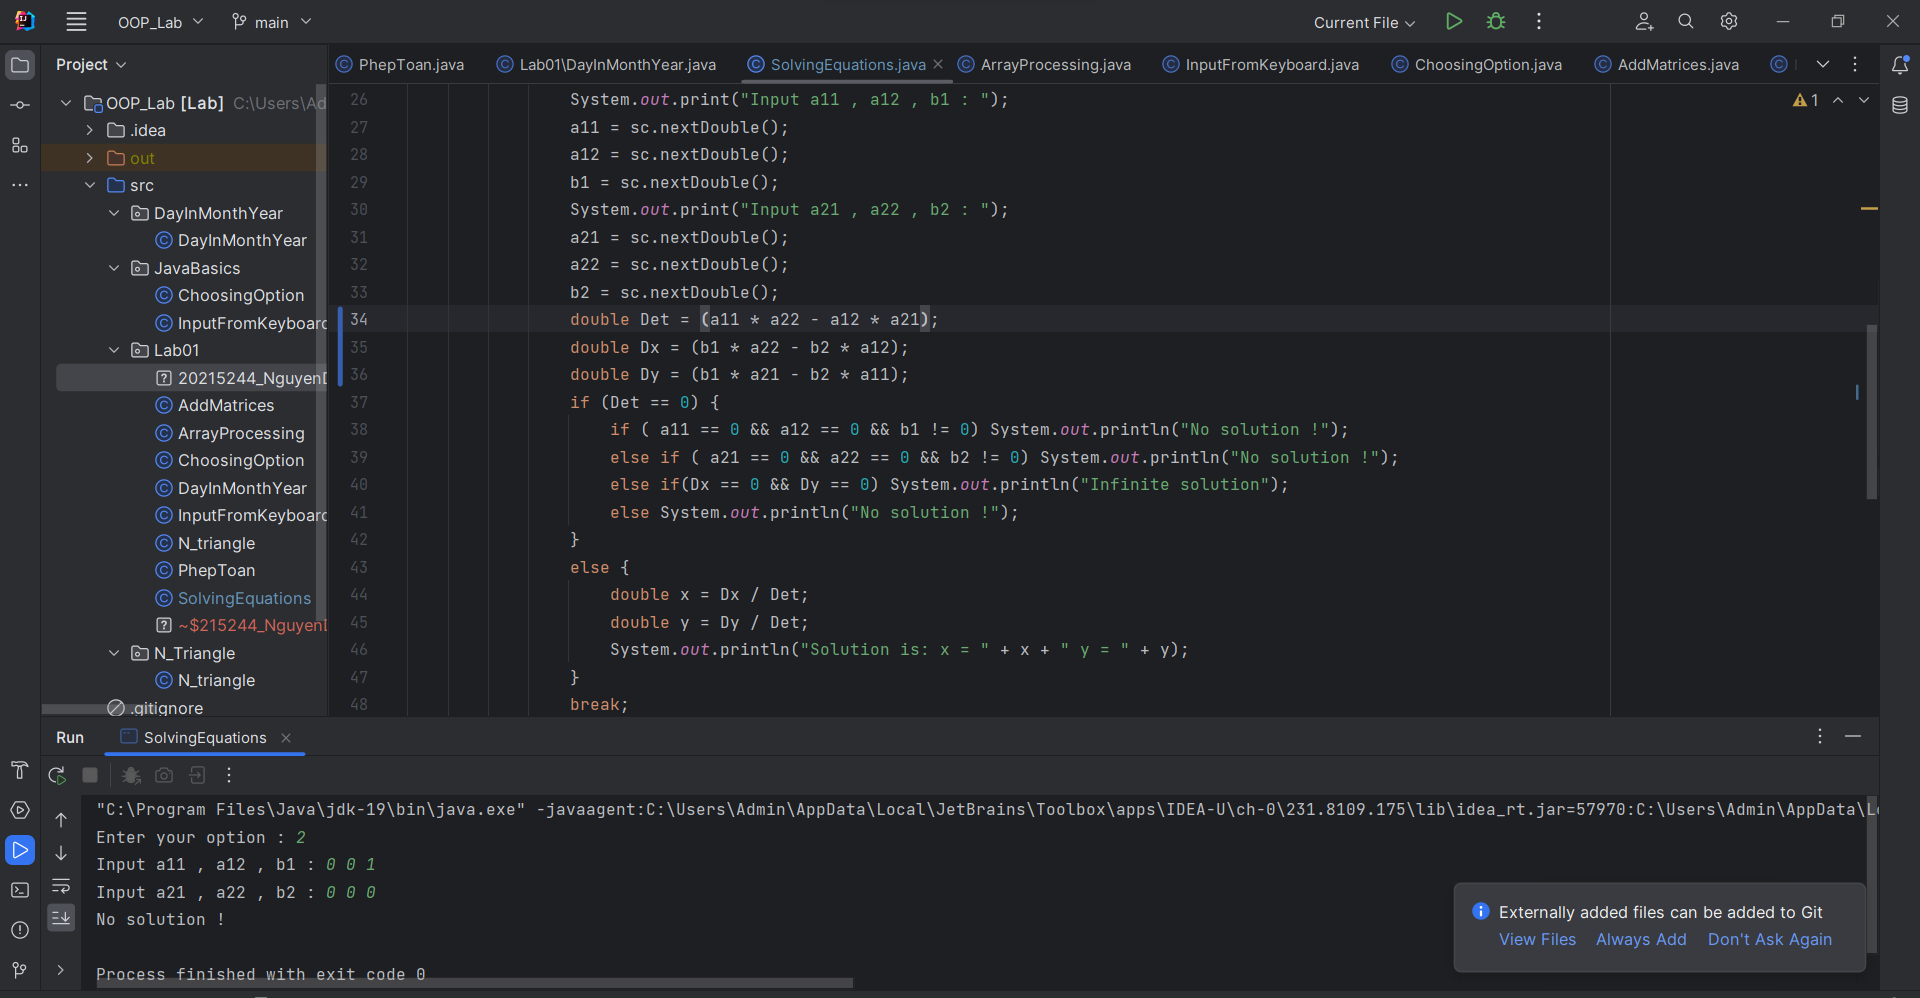 OOP_Lab main Current File
Project
PhepToan.java Lab01\DayInMonthYear.java SolvingEquations.java ArrayProcessing.java InputFromKeyboard.java ChoosingOption.java AddMatrices.java
OOP_Lab [Lab] C:\Users\Ad
.idea
out
src
DayInMonthYear
DayInMonthYear
JavaBasics
ChoosingOption
InputFromKeyboard
Lab01
20215244_NguyenD
AddMatrices
ArrayProcessing
ChoosingOption
DayInMonthYear
InputFromKeyboard
N_triangle
PhepToan
SolvingEquations
~$215244_NguyenD
N_Triangle
N_triangle
.gitignore
1
26 System.out.print("Input a11 , a12 , b1 : ");
27 a11 = sc.nextDouble();
28 a12 = sc.nextDouble();
29 b1 = sc.nextDouble();
30 System.out.print("Input a21 , a22 , b2 : ");
31 a21 = sc.nextDouble();
32 a22 = sc.nextDouble();
33 b2 = sc.nextDouble();
34 double Det = (a11 * a22 - a12 * a21);
35 double Dx = (b1 * a22 - b2 * a12);
36 double Dy = (b1 * a21 - b2 * a11);
37 if (Det == 0) {
38 if ( a11 == 0 && a12 == 0 && b1 != 0) System.out.println("No solution !");
39 else if ( a21 == 0 && a22 == 0 && b2 != 0) System.out.println("No solution !");
40 else if(Dx == 0 && Dy == 0) System.out.println("Infinite solution");
41 else System.out.println("No solution !");
42 }
43 else {
44 double x = Dx / Det;
45 double y = Dy / Det;
46 System.out.println("Solution is: x = " + x + " y = " + y);
47 }
48 break;
Run SolvingEquations
"C:\Program Files\Java\jdk-19\bin\java.exe" -javaagent:C:\Users\Admin\AppData\Local\JetBrains\Toolbox\apps\IDEA-U\ch-0\231.8109.175\lib\idea_rt.jar=57970:C:\Users\Admin\AppData\Lo
Enter your option : 2
Input a11 , a12 , b1 : 0 0 1
Input a21 , a22 , b2 : 0 0 0
No solution !
Process finished with exit code 0
Externally added files can be added to Git
View Files Always Add Don't Ask Again